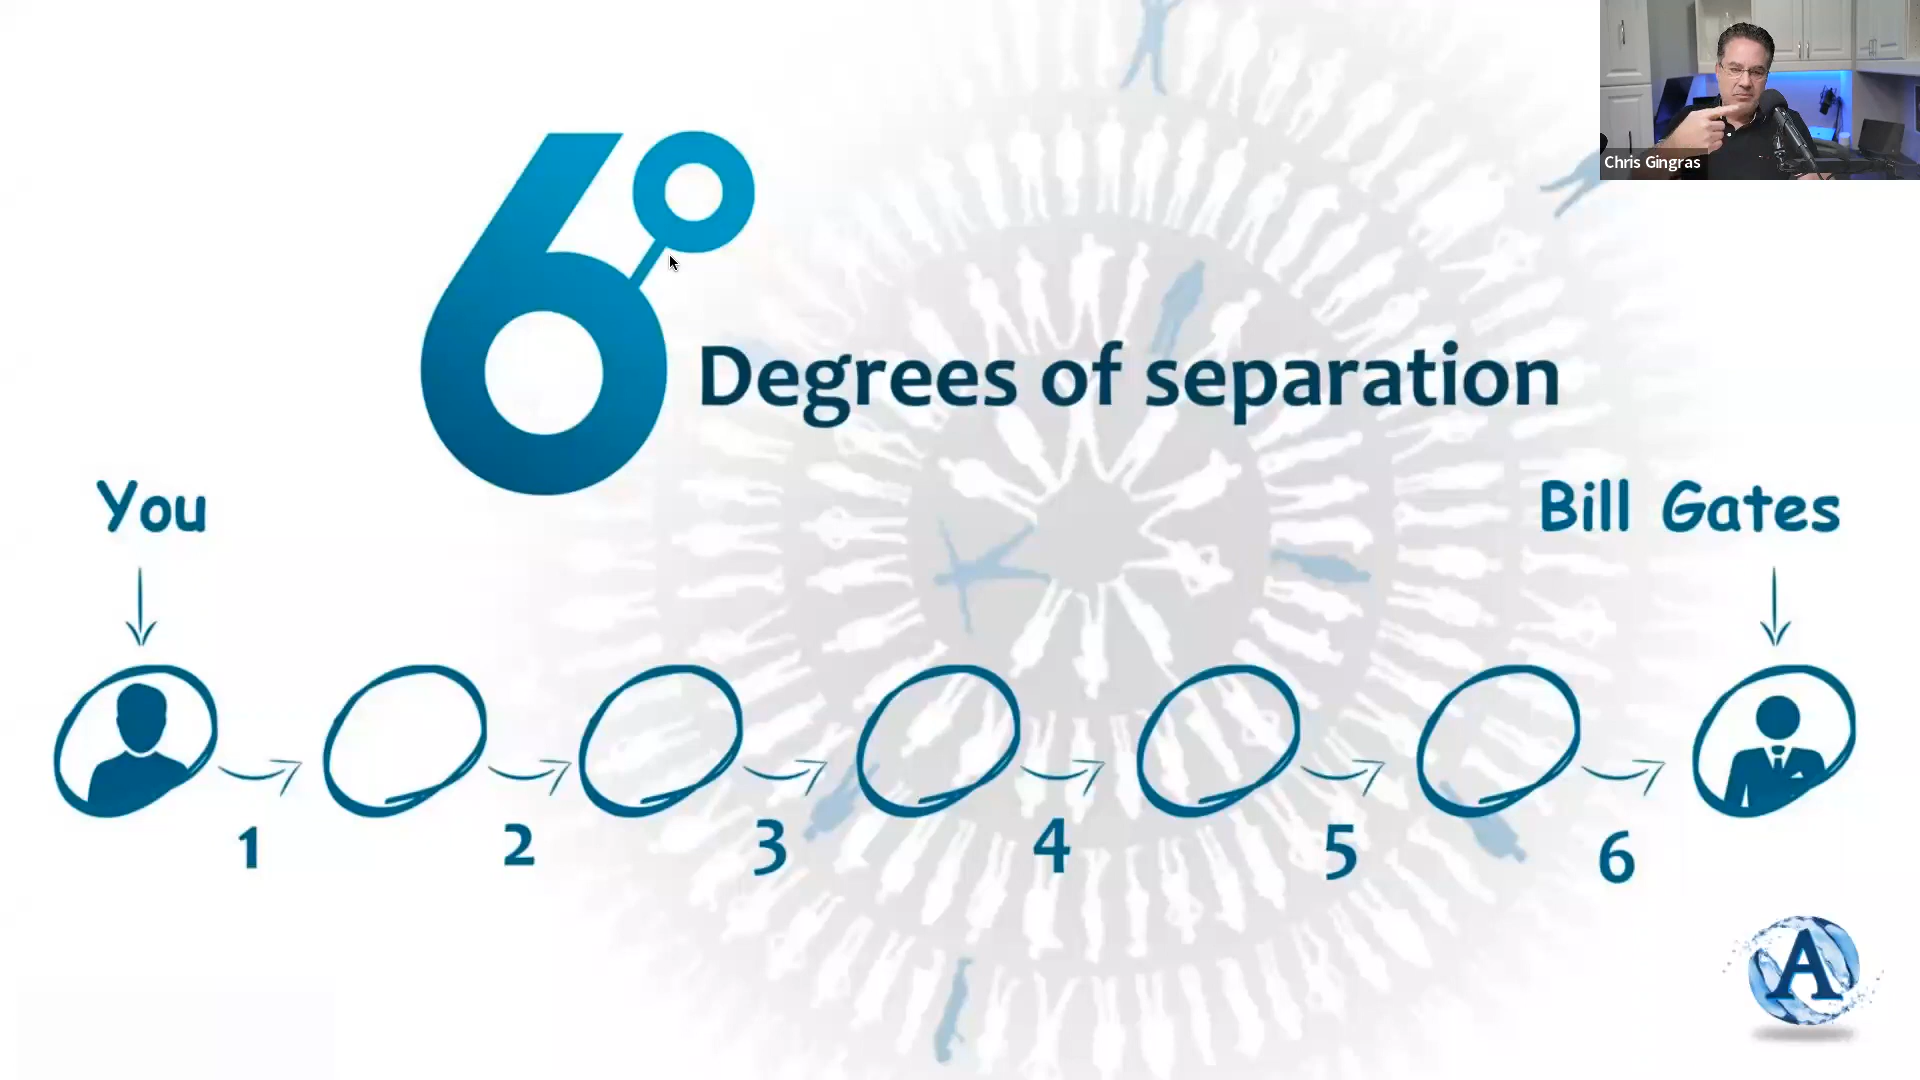 Chris Gingras
6°
Degrees of separation
You
Bill Gates
1 2 3 4 5 6
A